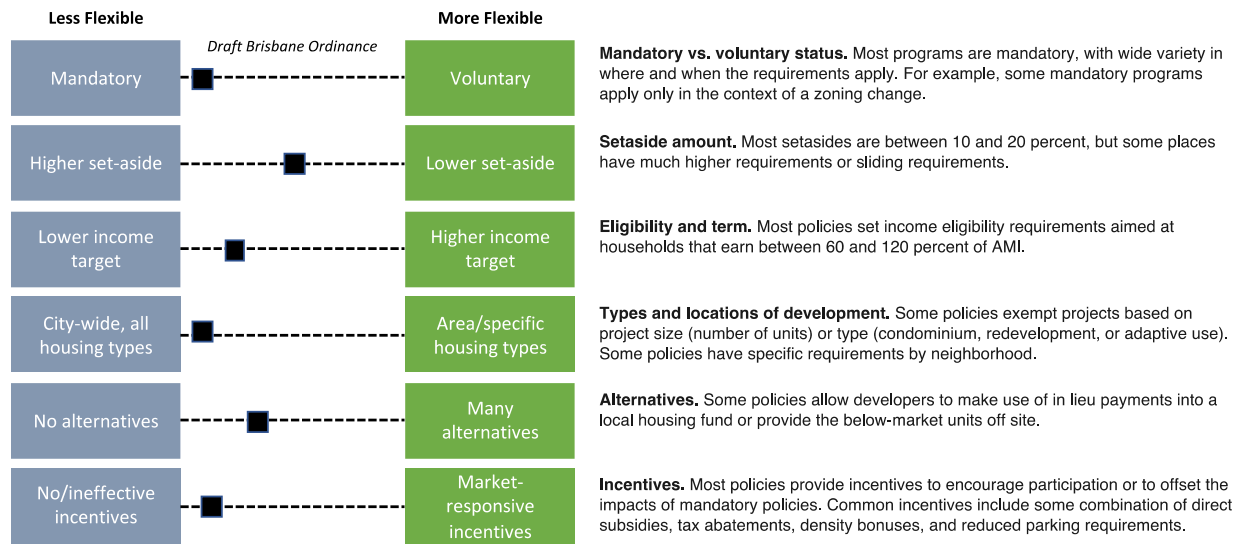 Less Flexible
More Flexible
Draft Brisbane Ordinance
Mandatory
Voluntary
Mandatory vs. voluntary status. Most programs are mandatory, with wide variety in
where and when the requirements apply. For example, some mandatory programs
apply only in the context of a zoning change.
Higher set-aside
Lower set-aside
Setaside amount. Most setasides are between 10 and 20 percent, but some places
have much higher requirements or sliding requirements.
Lower income
target
Higher income
target
Eligibility and term. Most policies set income eligibility requirements aimed at
households that earn between 60 and 120 percent of AMI.
City-wide, all
housing types
Area/specific
housing types
Types and locations of development. Some policies exempt projects based on
project size (number of units) or type (condominium, redevelopment, or adaptive use).
Some policies have specific requirements by neighborhood.
No alternatives
Many
alternatives
Alternatives. Some policies allow developers to make use of in lieu payments into a
local housing fund or provide the below-market units off site.
No/ineffective
incentives
Market-
responsive
incentives
Incentives. Most policies provide incentives to encourage participation or to offset the
impacts of mandatory policies. Common incentives include some combination of direct
subsidies, tax abatements, density bonuses, and reduced parking requirements.